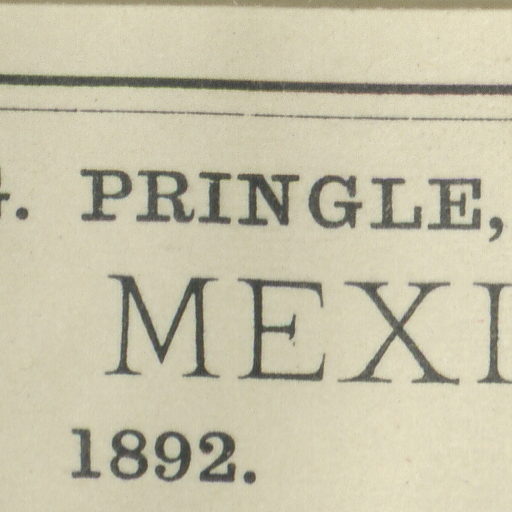 G. PRINGLE,
MEXI
1892.